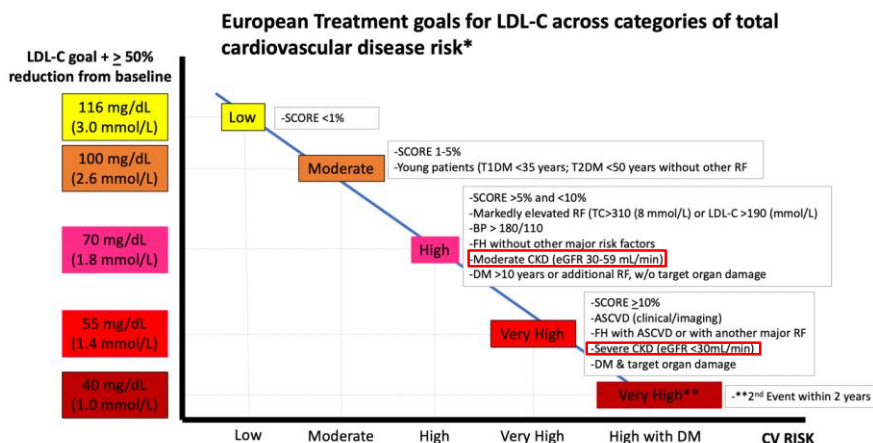 European Treatment goals for LDL-C across categories of total
cardiovascular disease risk*
LDL-C goal + ≥ 50%
reduction from baseline
116 mg/dL
(3.0 mmol/L)
Low
-SCORE <1%
100 mg/dL
(2.6 mmol/L)
Moderate
-SCORE 1-5%
-Young patients (T1DM <35 years; T2DM <50 years without other RF
70 mg/dL
(1.8 mmol/L)
High
-SCORE >5% and <10%
-Markedly elevated RF (TC>310 (8 mmol/L) or LDL-C >190 (mmol/L)
-BP > 180/110
-FH without other major risk factors
-Moderate CKD (eGFR 30-59 mL/min)
-DM >10 years or additional RF, w/o target organ damage
55 mg/dL
(1.4 mmol/L)
Very High
-SCORE ≥10%
-ASCVD (clinical/imaging)
-FH with ASCVD or with another major RF
-Severe CKD (eGFR <30mL/min)
-DM & target organ damage
40 mg/dL
(1.0 mmol/L)
Very High**
-**2nd Event within 2 years
Low
Moderate
High
Very High
High with DM
CV RISK